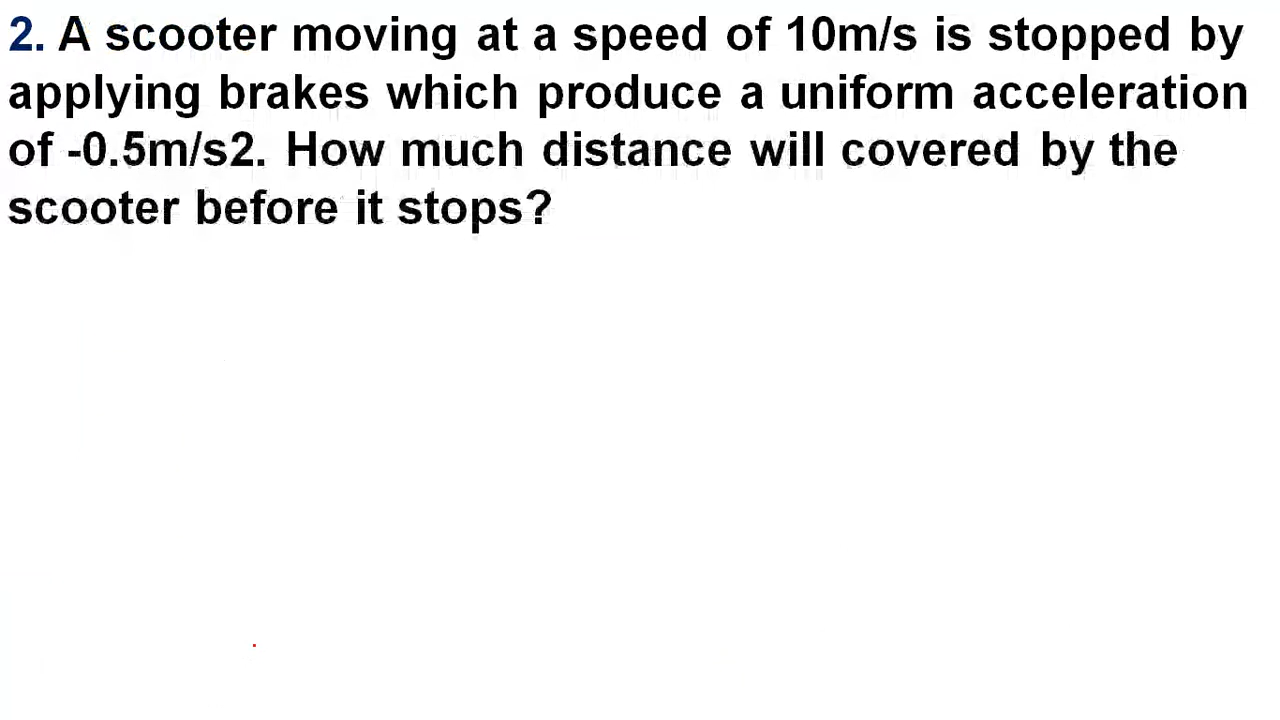 2. A scooter moving at a speed of 10m/s is stopped by
applying brakes which produce a uniform acceleration
of -0.5m/s2. How much distance will covered by the
scooter before it stops?